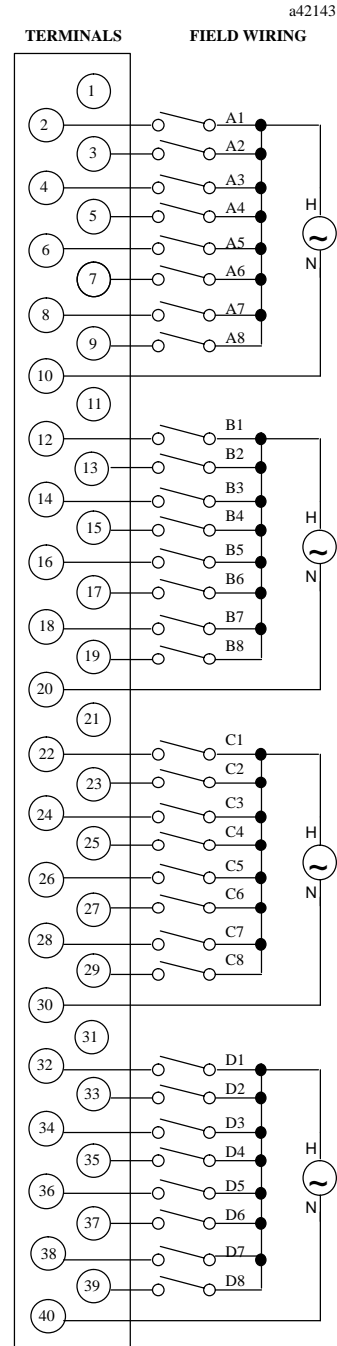 a42143
TERMINALS FIELD WIRING
1
2 A1
3 A2
4 A3
H
5 A4
~
6 A5
N
7 A6
8 A7
9 A8
10
11
12 B1
13 B2
14 B3
H
15 B4
~
16 B5
N
17 B6
18 B7
19 B8
20
21
22 C1
23 C2
24 C3
H
25 C4
~
26 C5
N
27 C6
28 C7
29 C8
30
31
32 D1
33 D2
34 D3
H
35 D4
~
36 D5
N
37 D6
38 D7
39 D8
40